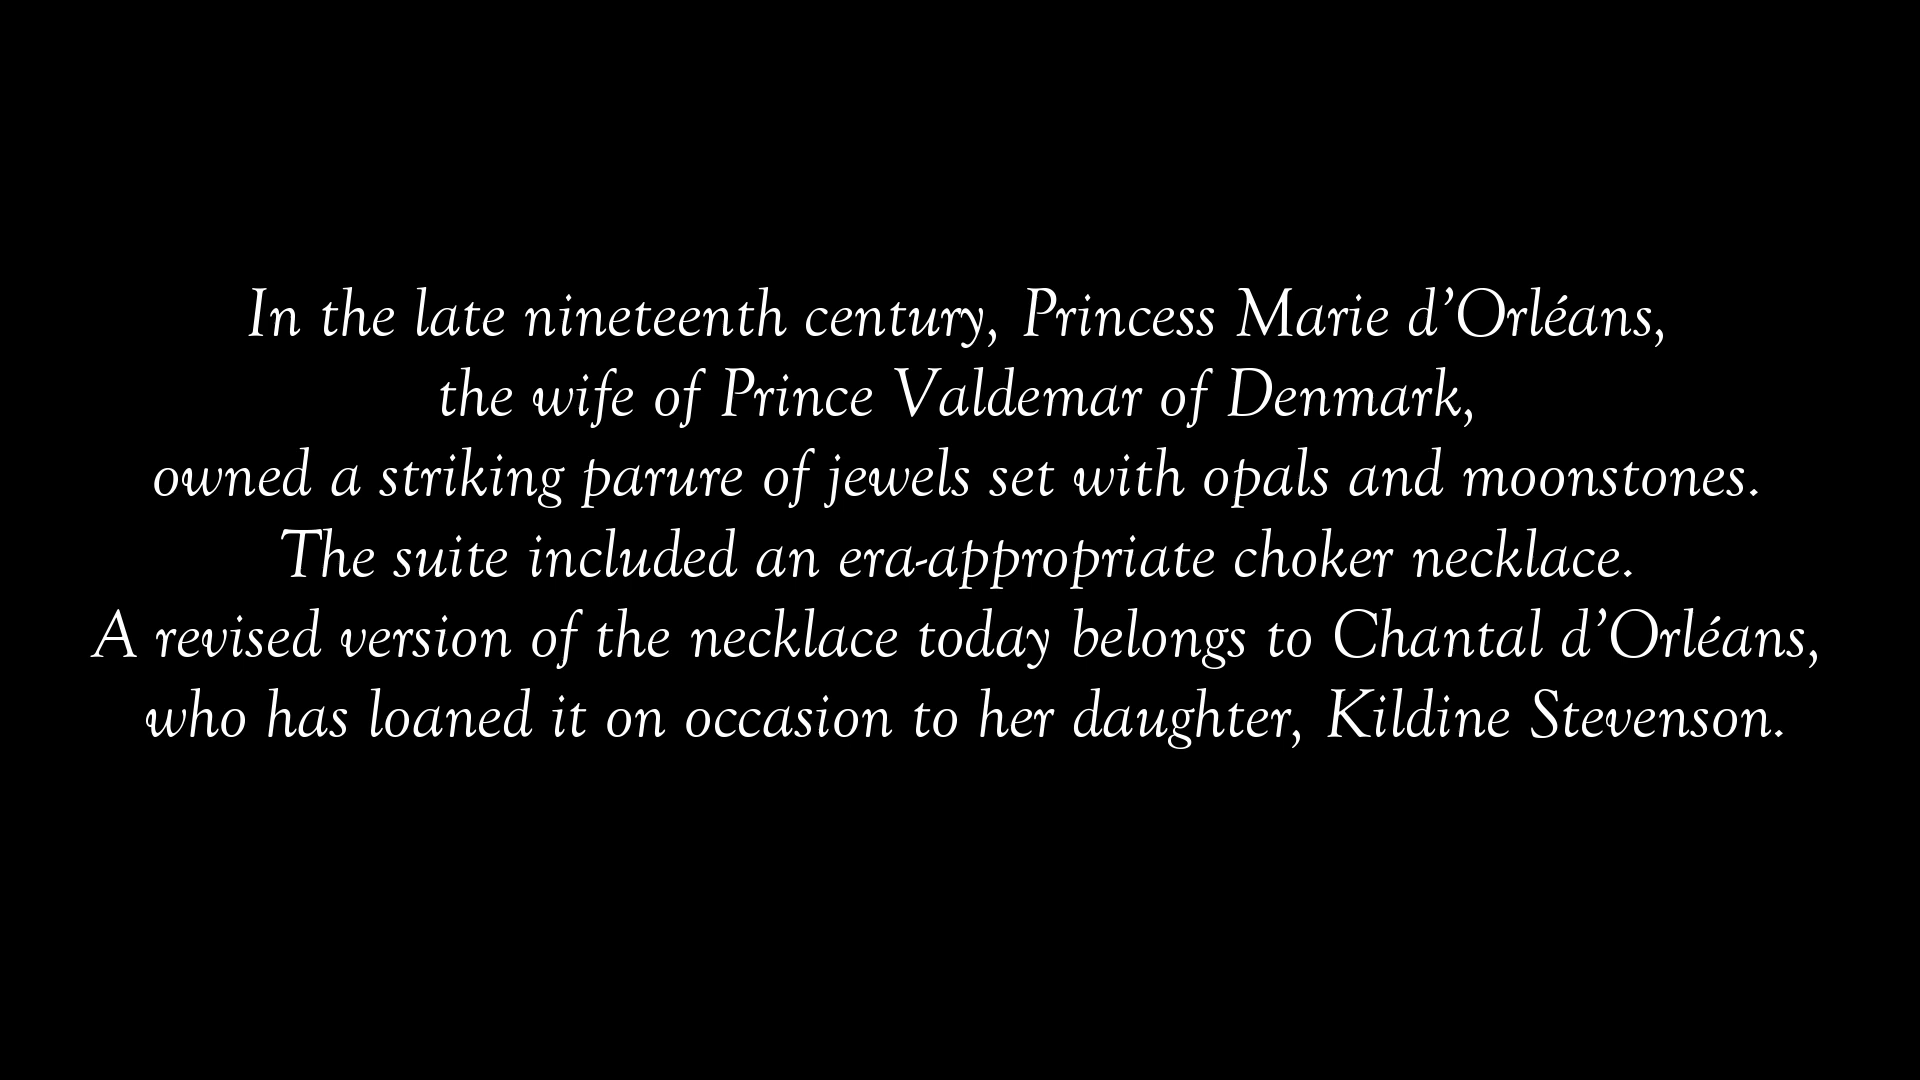 In the late nineteenth century, Princess Marie d’Orléans,
the wife of Prince Valdemar of Denmark,
owned a striking parure of jewels set with opals and moonstones.
The suite included an era-appropriate choker necklace.
A revised version of the necklace today belongs to Chantal d’Orléans,
who has loaned it on occasion to her daughter, Kildine Stevenson.